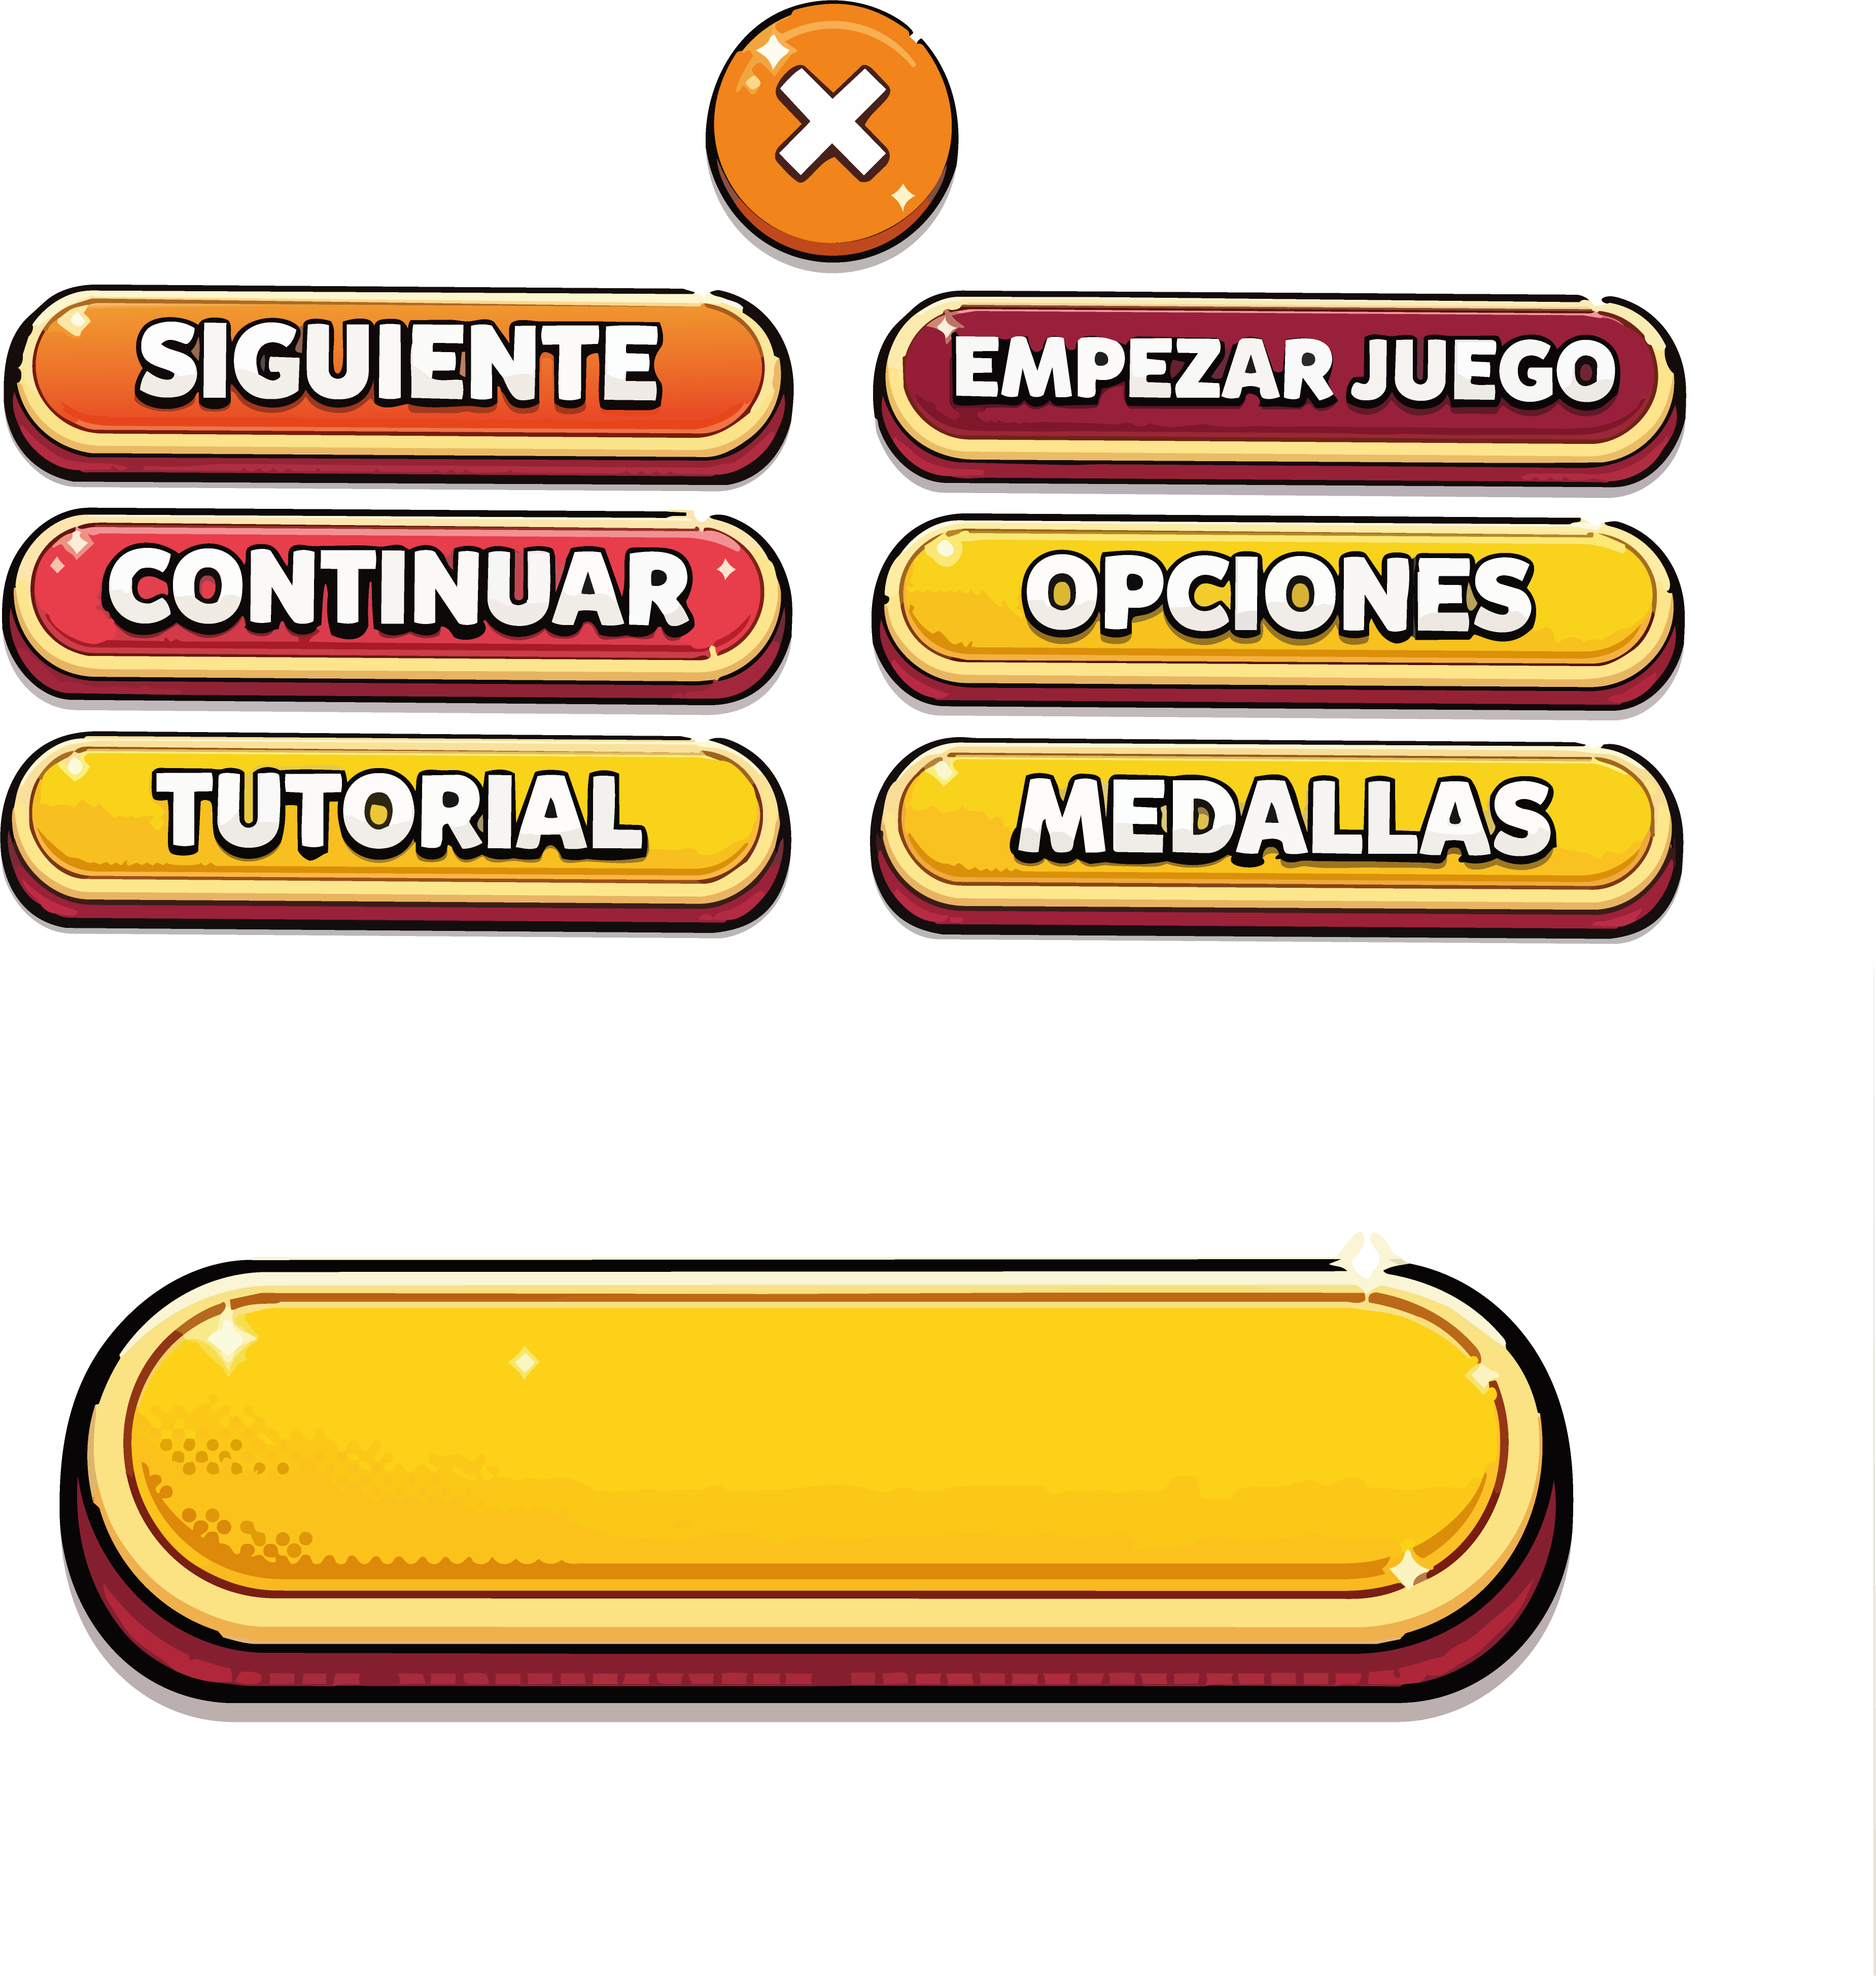 SIGUIENTE
EMPEZAR JUEGO
CONTINUAR
OPCIONES
TUTORIAL
MEDALLAS